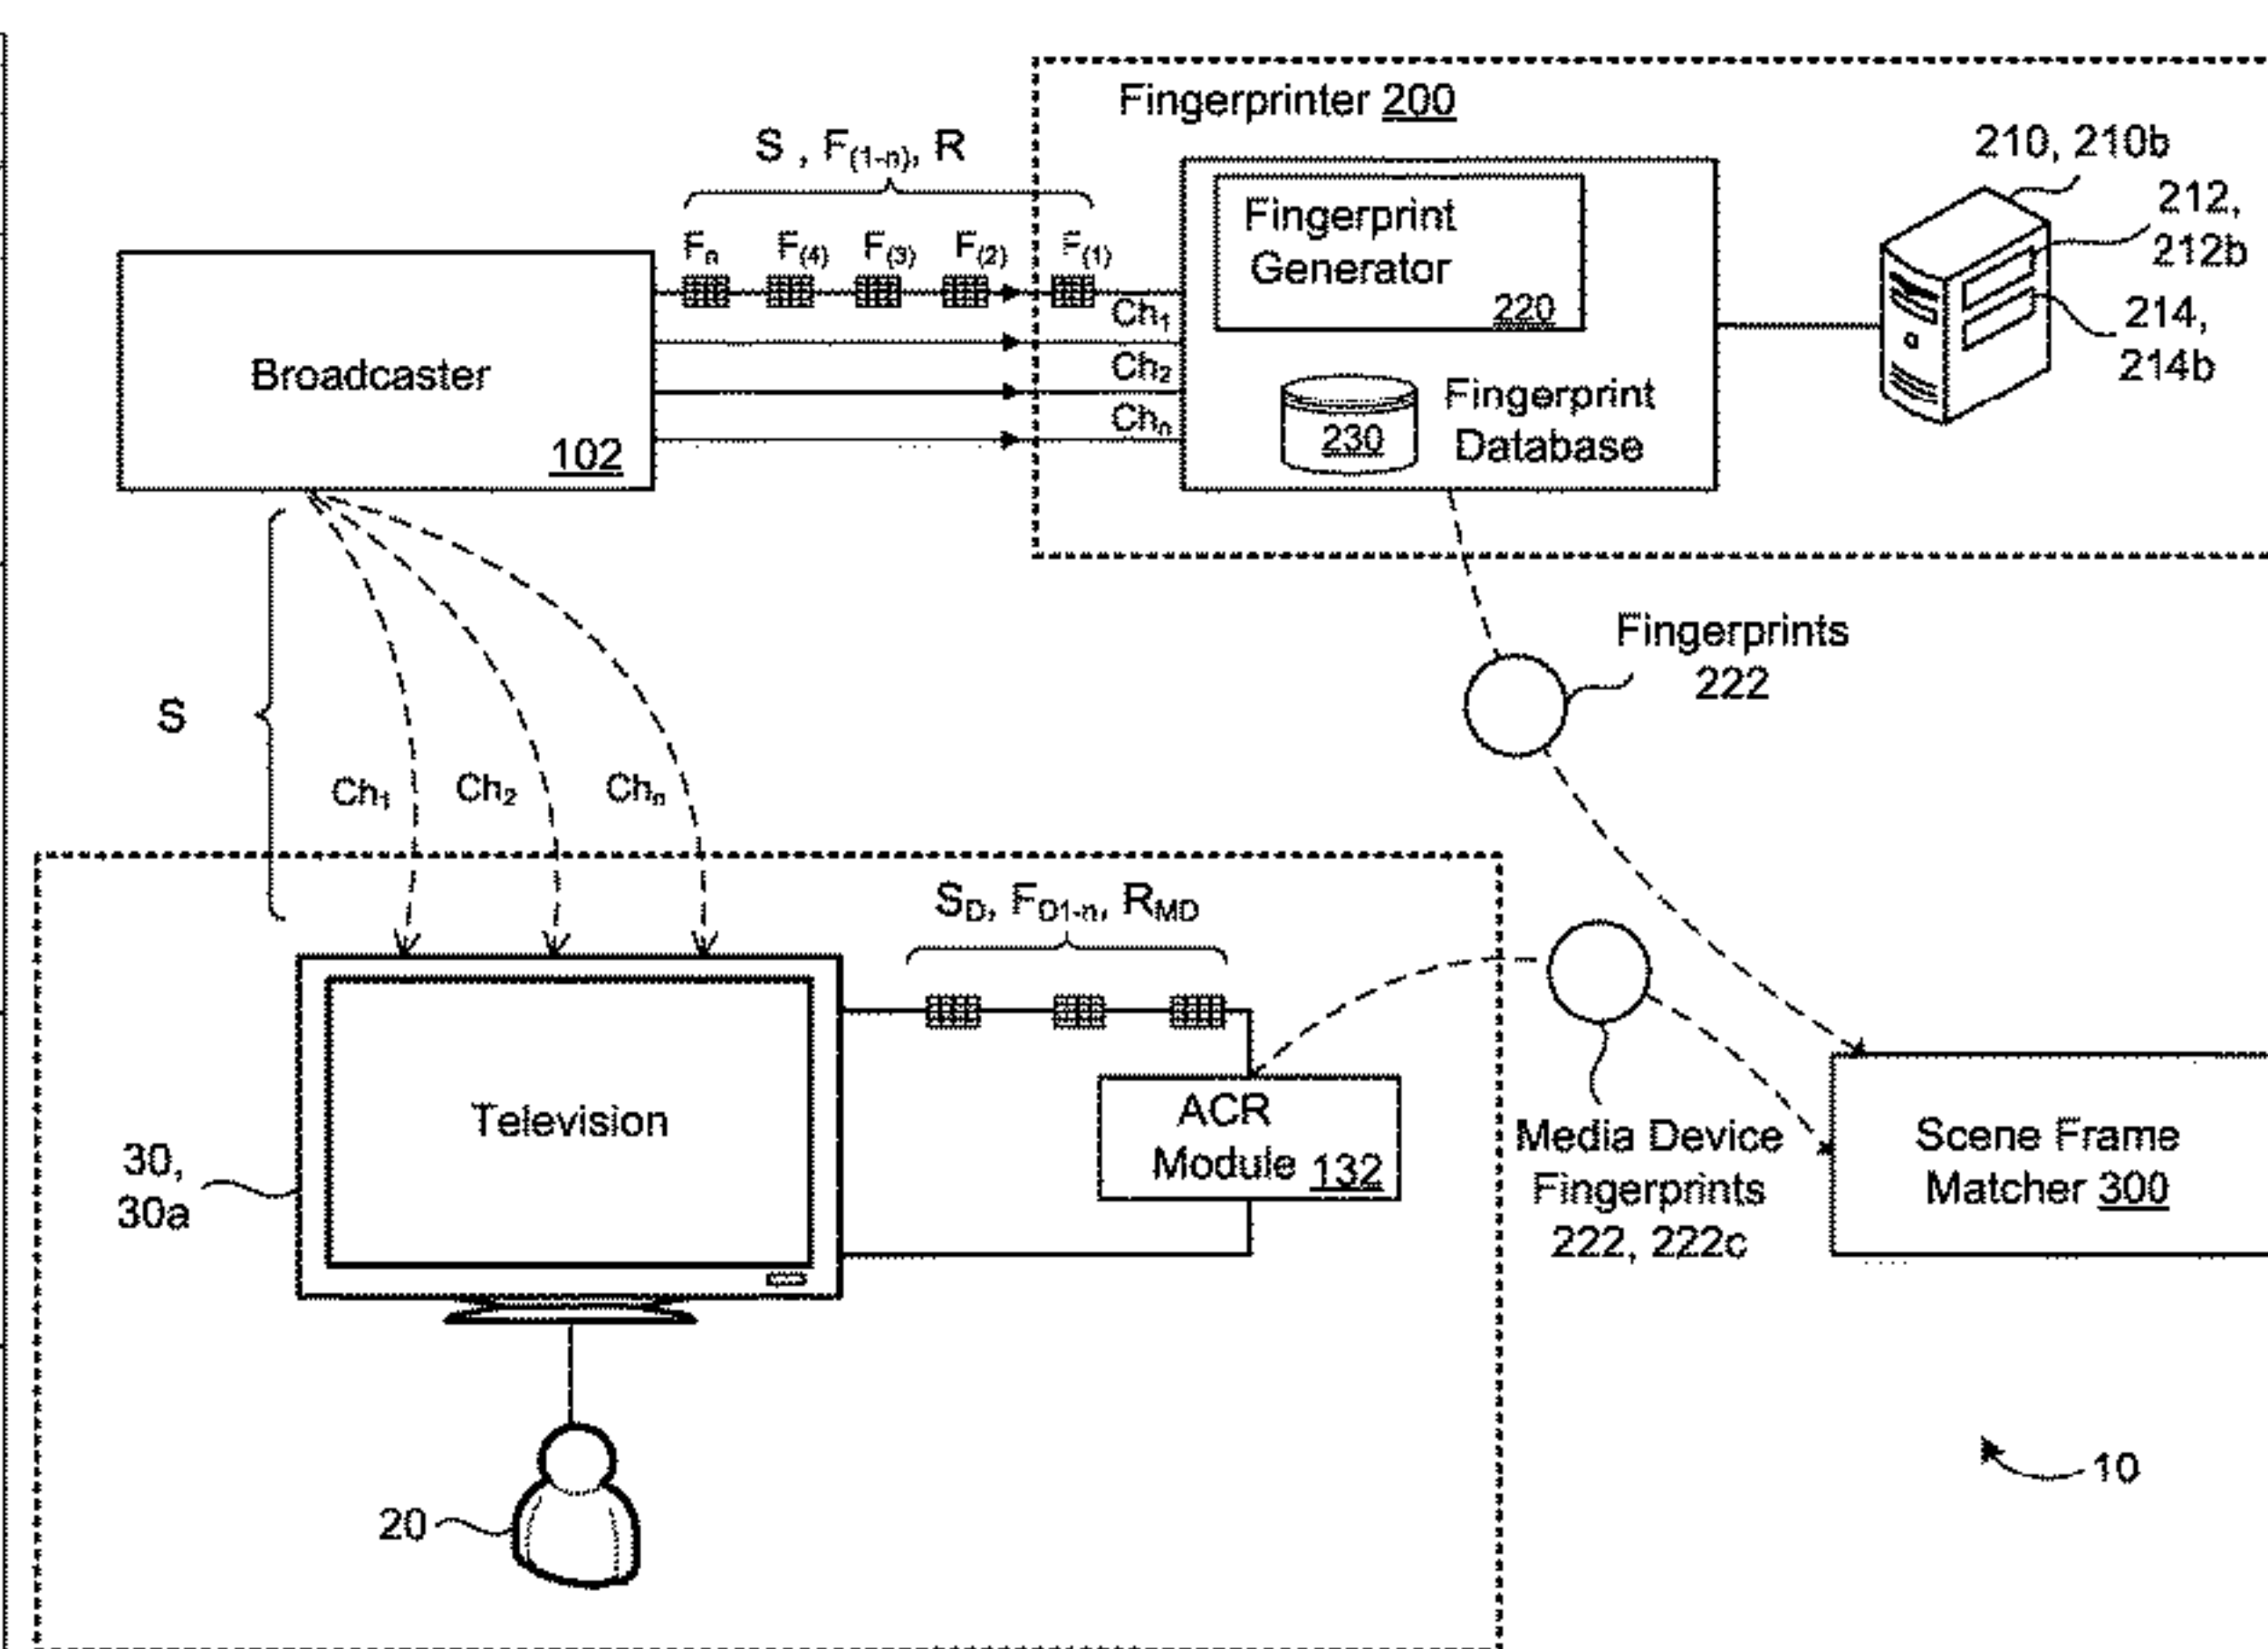 Fingerprinter 200
S , F(1-n), R
210, 210b
212,
212b
214,
214b
Fn F(4) F(3) F(2) F(1)
Fingerprint
Generator
220
Ch1
Ch2
Chn
Broadcaster
102
230
Fingerprint
Database
Fingerprints
222
S
Ch1 Ch2 Chn
SD, FD1-n, RMD
Television
ACR
Module 132
30,
30a
Media Device
Fingerprints
222, 222c
Scene Frame
Matcher 300
10
20